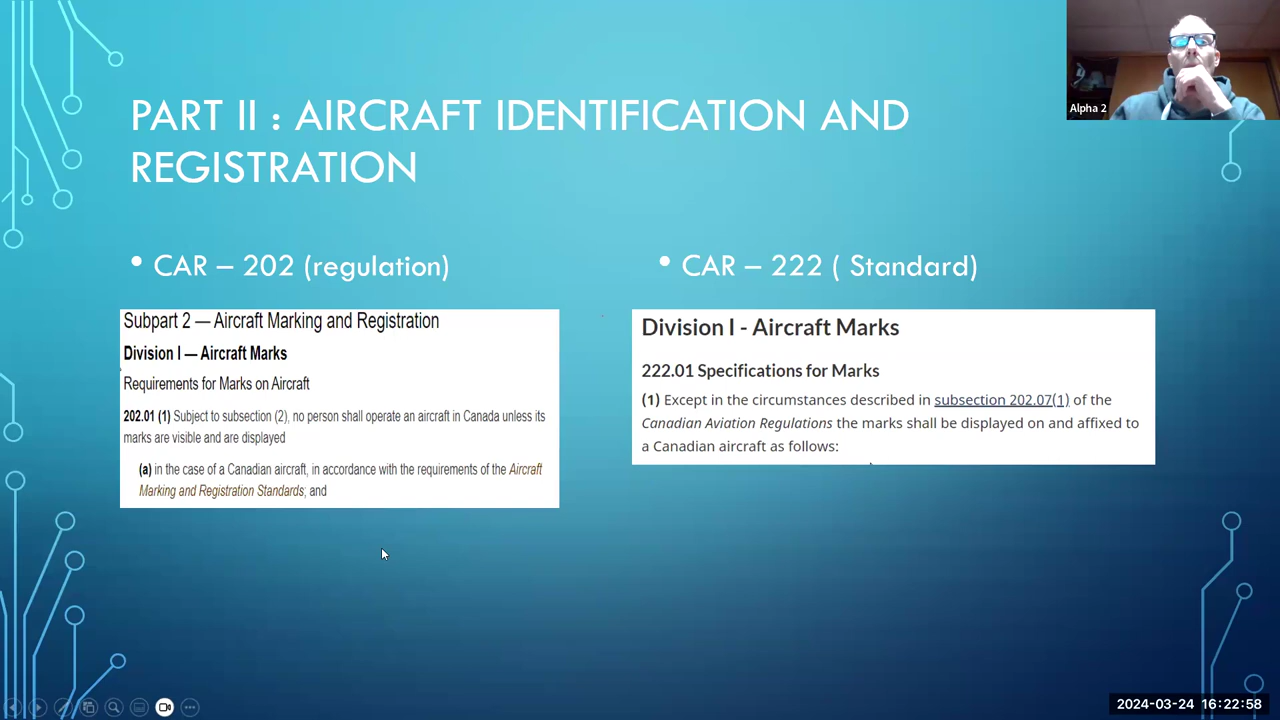 PART II : AIRCRAFT IDENTIFICATION AND
REGISTRATION
• CAR – 202 (regulation)
Subpart 2 — Aircraft Marking and Registration
Division I — Aircraft Marks
Requirements for Marks on Aircraft
202.01 (1) Subject to subsection (2), no person shall operate an aircraft in Canada unless its
marks are visible and are displayed
(a) in the case of a Canadian aircraft, in accordance with the requirements of the Aircraft
Marking and Registration Standards; and
• CAR – 222 ( Standard)
Division I - Aircraft Marks
222.01 Specifications for Marks
(1) Except in the circumstances described in subsection 202.07(1) of the
Canadian Aviation Regulations the marks shall be displayed on and affixed to
a Canadian aircraft as follows:
Alpha 2
2024-03-24 16:22:58